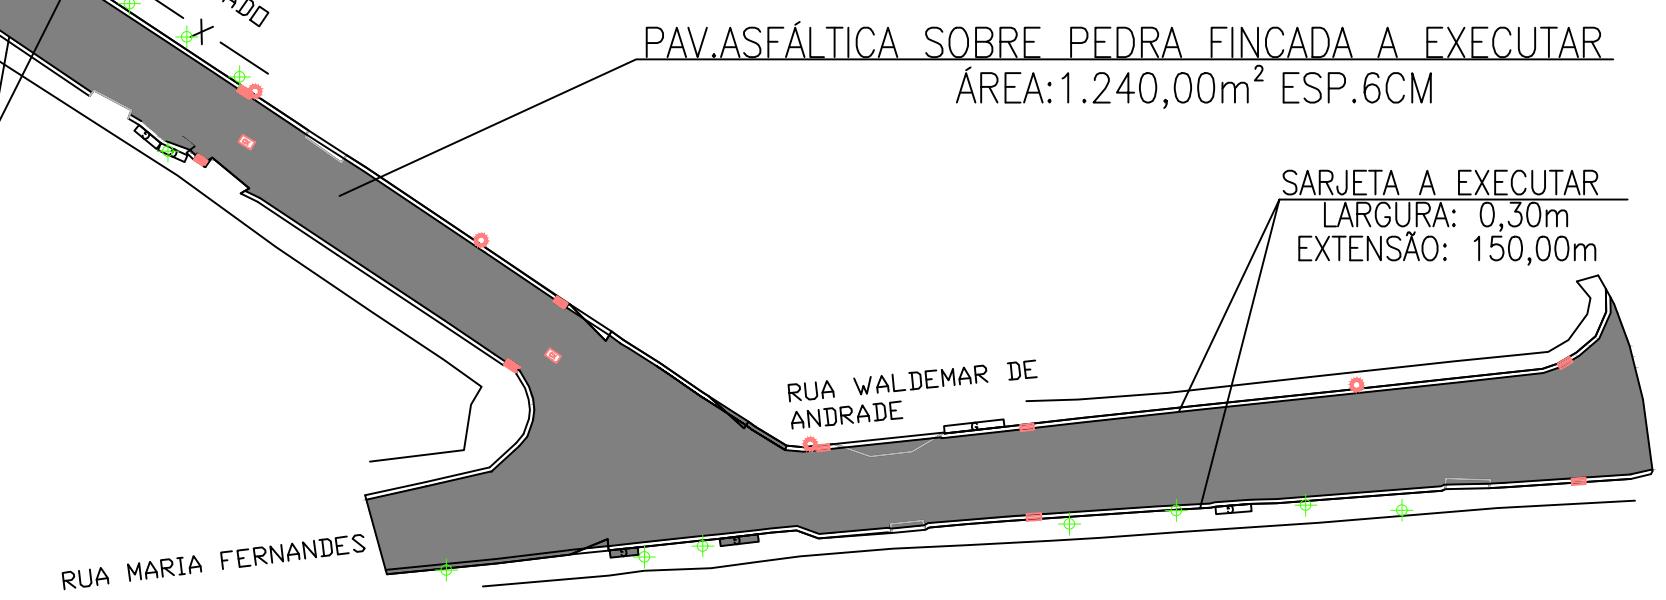 PAV.ASFÁLTICA SOBRE PEDRA FINCADA A EXECUTAR
ÁREA:1.240,00m² ESP.6CM
SARJETA A EXECUTAR
LARGURA: 0,30m
EXTENSÃO: 150,00m
RUA WALDEMAR DE
ANDRADE
RUA MARIA FERNANDES